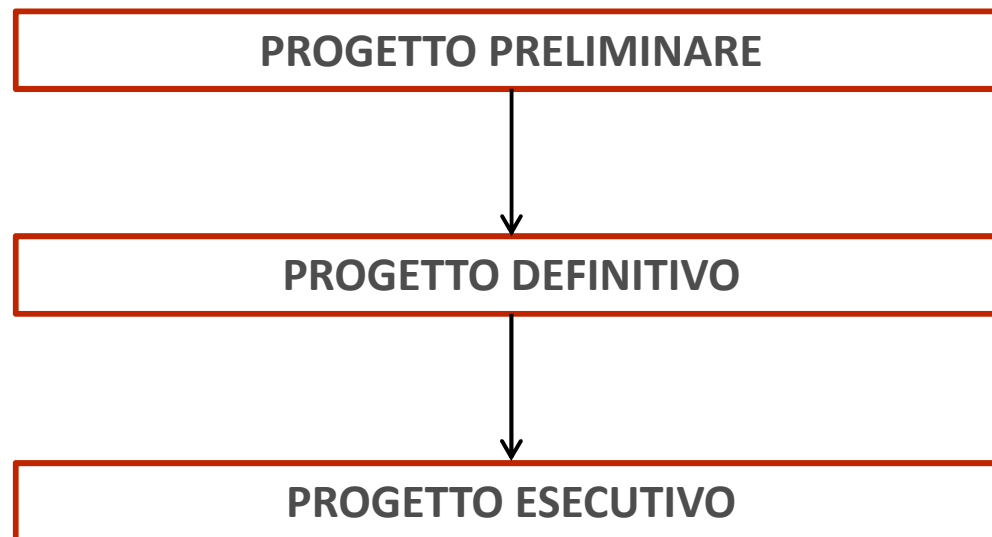 PROGETTO PRELIMINARE
PROGETTO DEFINITIVO
PROGETTO ESECUTIVO